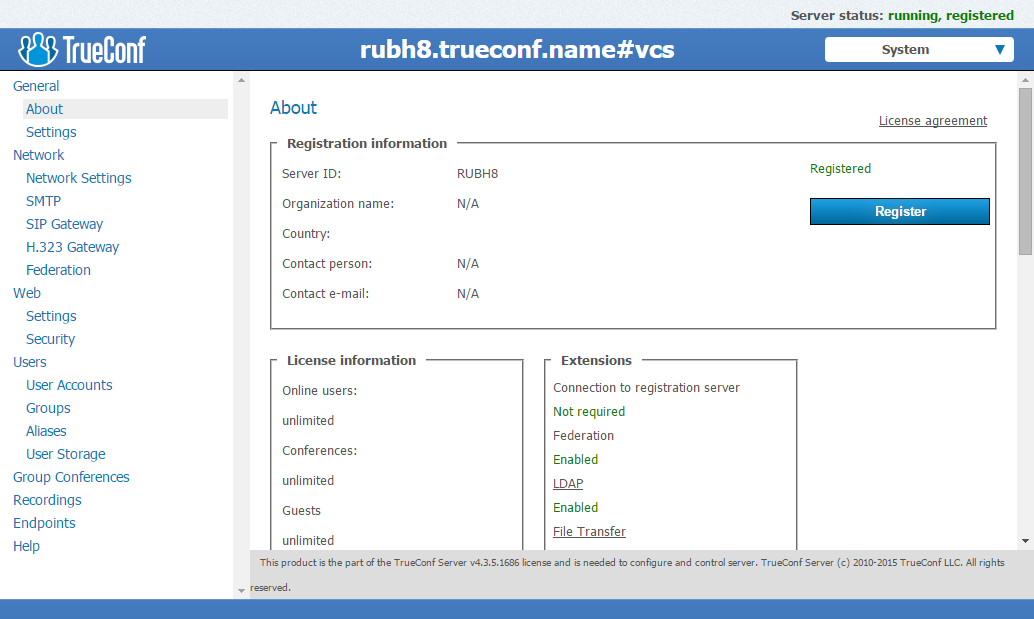 Server status: running, registered
TrueConf
rubh8.trueconf.name#vcs
System
General
About
Settings
Network
Network Settings
SMTP
SIP Gateway
H.323 Gateway
Federation
Web
Settings
Security
Users
User Accounts
Groups
Aliases
User Storage
Group Conferences
Recordings
Endpoints
Help
About
License agreement
Registration information
Server ID: RUBH8
Registered
Organization name: N/A
Register
Country:
Contact person: N/A
Contact e-mail: N/A
License information
Online users:
unlimited
Conferences:
unlimited
Guests
unlimited
Extensions
Connection to registration server
Not required
Federation
Enabled
LDAP
Enabled
File Transfer
This product is the part of the TrueConf Server v4.3.5.1686 license and is needed to configure and control server. TrueConf Server (c) 2010-2015 TrueConf LLC. All rights
reserved.